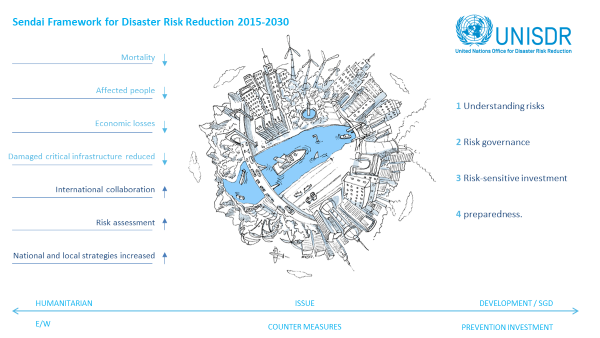 Sendai Framework for Disaster Risk Reduction 2015-2030
UNISDR
United Nations Office for Disaster Risk Reduction
Mortality
Affected people
Economic losses
Damaged critical infrastructure reduced
International collaboration
Risk assessment
National and local strategies increased
1 Understanding risks
2 Risk governance
3 Risk-sensitive investment
4 preparedness.
HUMANITARIAN
ISSUE
DEVELOPMENT / SGD
E/W
COUNTER MEASURES
PREVENTION INVESTMENT